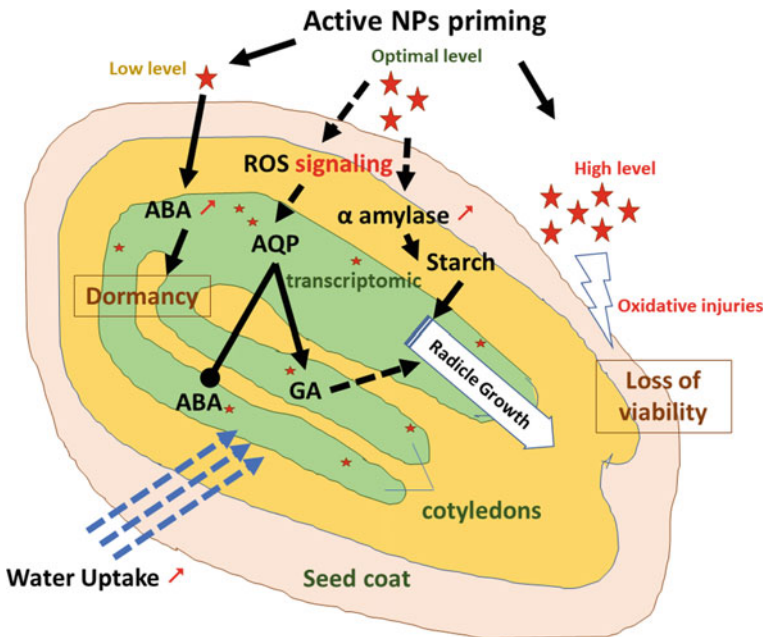 Active NPs priming
Low level
Optimal level
High level
ROS signaling
ABA
α amylase
AQP
Starch
transcriptomic
Dormancy
Oxidative injuries
Radicle Growth
GA
ABA
Loss of
viability
cotyledons
Water Uptake
Seed coat